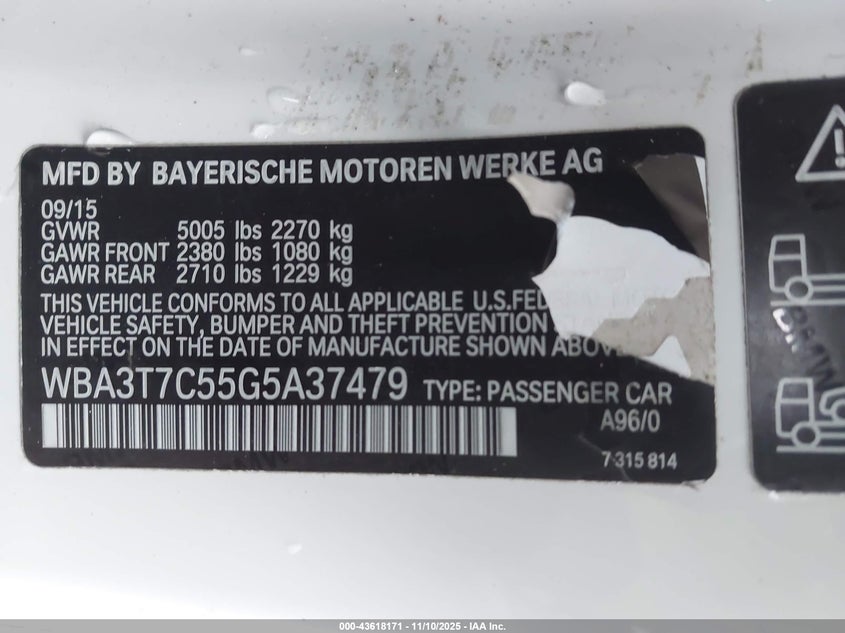 MFD BY BAYERISCHE MOTOREN WERKE AG
09/15
GVWR 5005 lbs 2270 kg
GAWR FRONT 2380 lbs 1080 kg
GAWR REAR 2710 lbs 1229 kg
THIS VEHICLE CONFORMS TO ALL APPLICABLE U.S.FEDERAL
VEHICLE SAFETY, BUMPER AND THEFT PREVENTION
IN EFFECT ON THE DATE OF MANUFACTURE SHOWN ABOVE
WBA3T7C55G5A37479 TYPE: PASSENGER CAR
A96/0
7 315 814
BMW
000-43618171 - 11/10/2025 - IAA Inc.